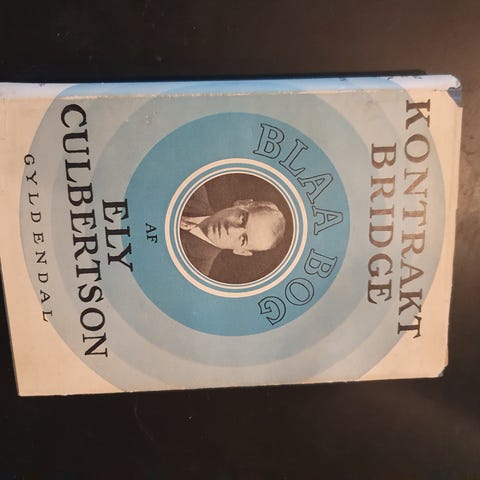 KONTRAKT
BRIDGE
BLAA BOG
AF
ELY
CULBERTSON
GYLDENDAL